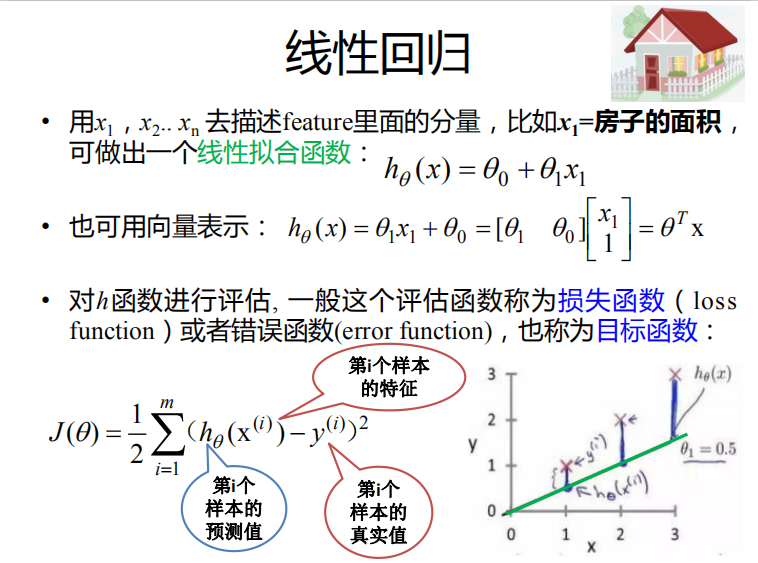 线性回归
• 用x₁，x₂.. xₙ 去描述feature里面的分量，比如x₁=房子的面积，
可做出一个线性拟合函数：
h_θ(x) = θ₀ + θ₁x₁
• 也可用向量表示： h_θ(x) = θ₁x₁ + θ₀ = [θ₁ θ₀][x₁ 1] = θᵀx
• 对h函数进行评估, 一般这个评估函数称为损失函数（loss
function）或者错误函数(error function)，也称为目标函数：
第i个样本
的特征
J(θ) = 1/2 ∑_{i=1}^{m} (h_θ(x⁽ⁱ⁾) − y⁽ⁱ⁾)²
第i个
样本的
预测值
第i个
样本的
真实值
3
h_θ(x)
2
y
y⁽ⁱ⁾
θ₁ = 0.5
1
h_θ(x⁽ⁱ⁾)
0
0 1 2 3
x